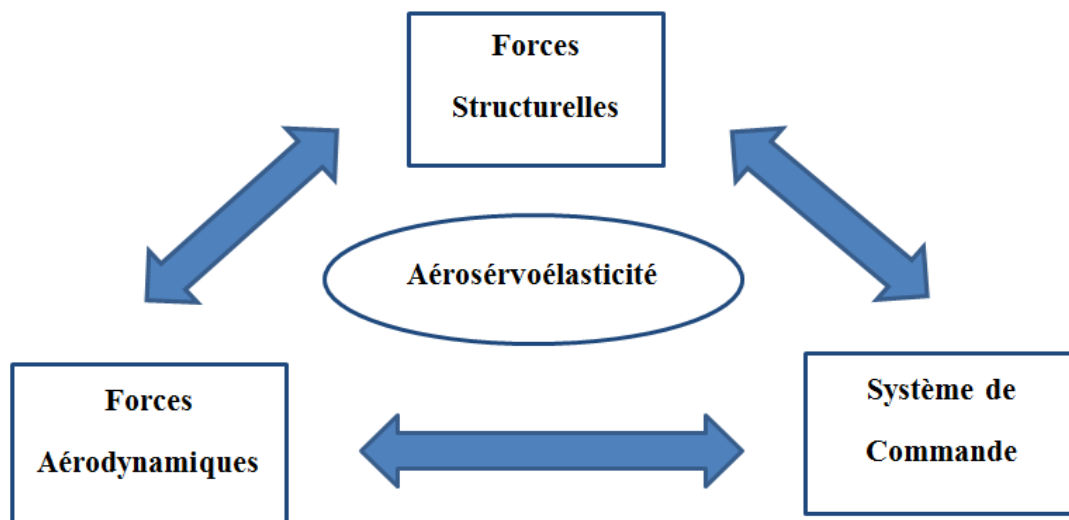 Forces
Structurelles
Aérosérvoélasticité
Forces
Aérodynamiques
Système de
Commande